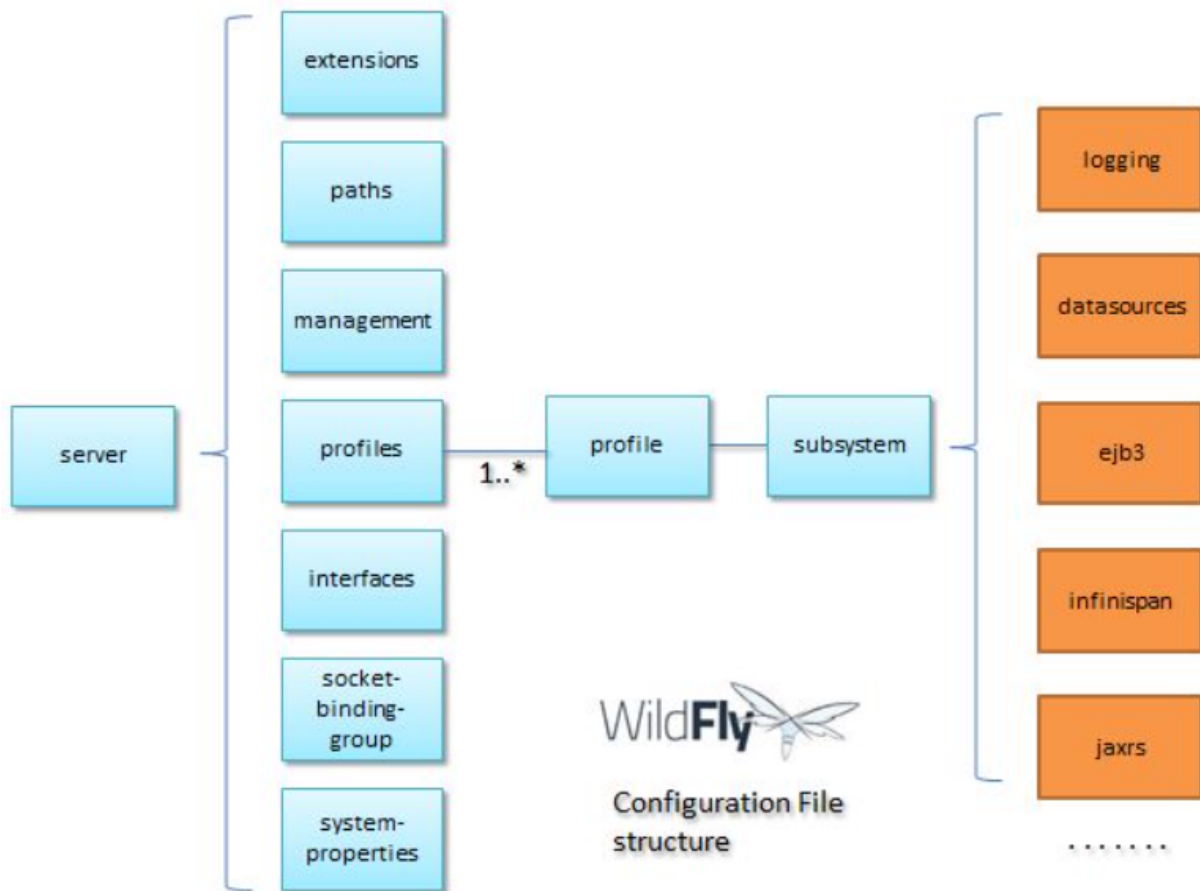 extensions
paths
management
server
profiles
1..*
profile
subsystem
interfaces
socket-
binding-
group
system-
properties
logging
datasources
ejb3
infinispan
jaxrs
.......
WildFly
Configuration File
structure